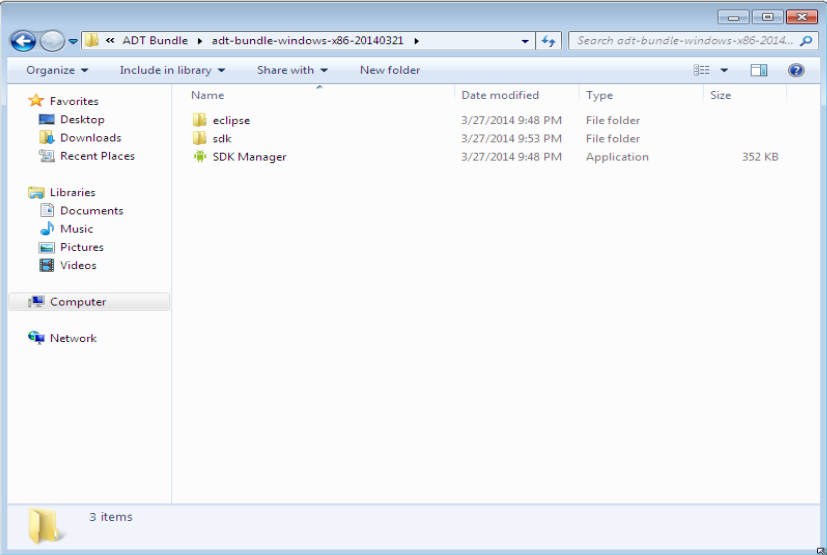 « ADT Bundle ▸ adt-bundle-windows-x86-20140321 ▸
Search adt-bundle-windows-x86-2014...
Organize Include in library Share with New folder
Name Date modified Type Size
eclipse 3/27/2014 9:48 PM File folder
sdk 3/27/2014 9:53 PM File folder
SDK Manager 3/27/2014 9:48 PM Application 352 KB
Favorites
Desktop
Downloads
Recent Places
Libraries
Documents
Music
Pictures
Videos
Computer
Network
3 items